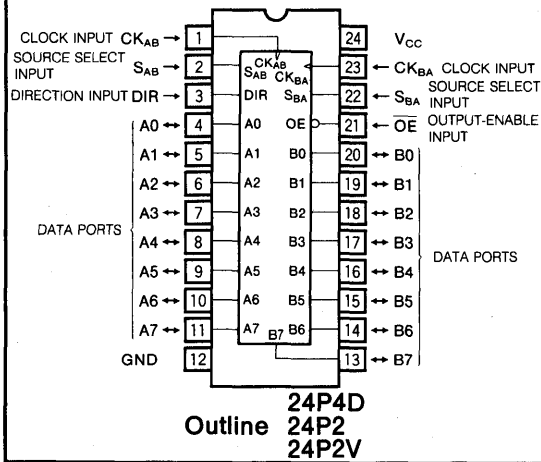 CLOCK INPUT CKAB → 1
SOURCE SELECT INPUT SAB → 2
DIRECTION INPUT DIR → 3
A0 ↔ 4
A1 ↔ 5
A2 ↔ 6
A3 ↔ 7
A4 ↔ 8
A5 ↔ 9
A6 ↔ 10
A7 ↔ 11
GND 12
DATA PORTS
CKAB CKBA
SAB SBA
DIR OE
A0 B0
A1 B1
A2 B2
A3 B3
A4 B4
A5 B5
A6 B6
A7 B7
24 VCC
23 ← CKBA CLOCK INPUT
22 ← SBA SOURCE SELECT INPUT
21 ← O̅E̅ OUTPUT-ENABLE INPUT
20 ↔ B0
19 ↔ B1
18 ↔ B2
17 ↔ B3
16 ↔ B4
15 ↔ B5
14 ↔ B6
13 ↔ B7
DATA PORTS
Outline 24P4D
24P2
24P2V